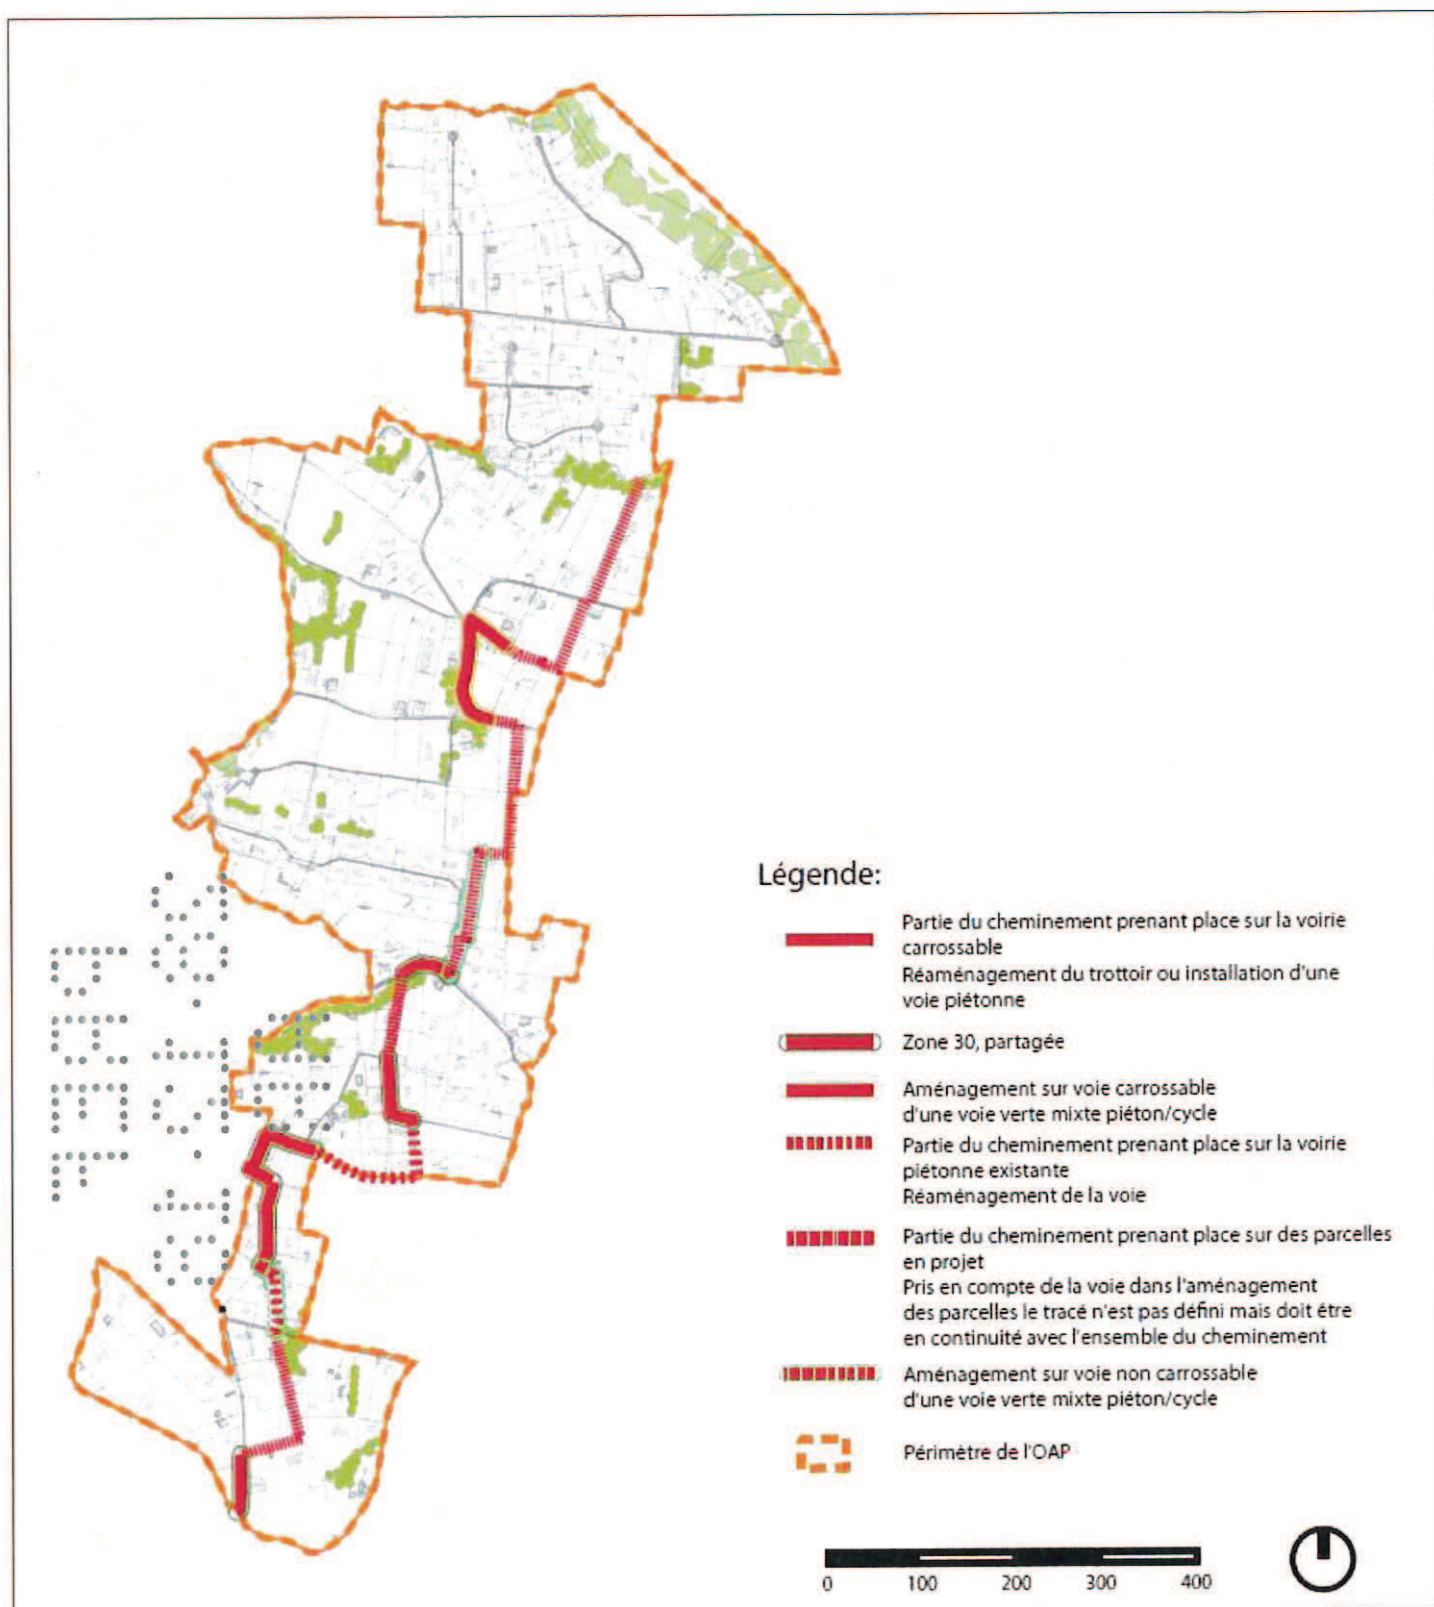 Légende:
Partie du cheminement prenant place sur la voirie
carrossable
Réaménagement du trottoir ou installation d'une
voie piétonne
Zone 30, partagée
Aménagement sur voie carrossable
d'une voie verte mixte piéton/cycle
Partie du cheminement prenant place sur la voirie
piétonne existante
Réaménagement de la voie
Partie du cheminement prenant place sur des parcelles
en projet
Pris en compte de la voie dans l'aménagement
des parcelles le tracé n'est pas défini mais doit être
en continuité avec l'ensemble du cheminement
Aménagement sur voie non carrossable
d'une voie verte mixte piéton/cycle
Périmètre de l'OAP
0 100 200 300 400